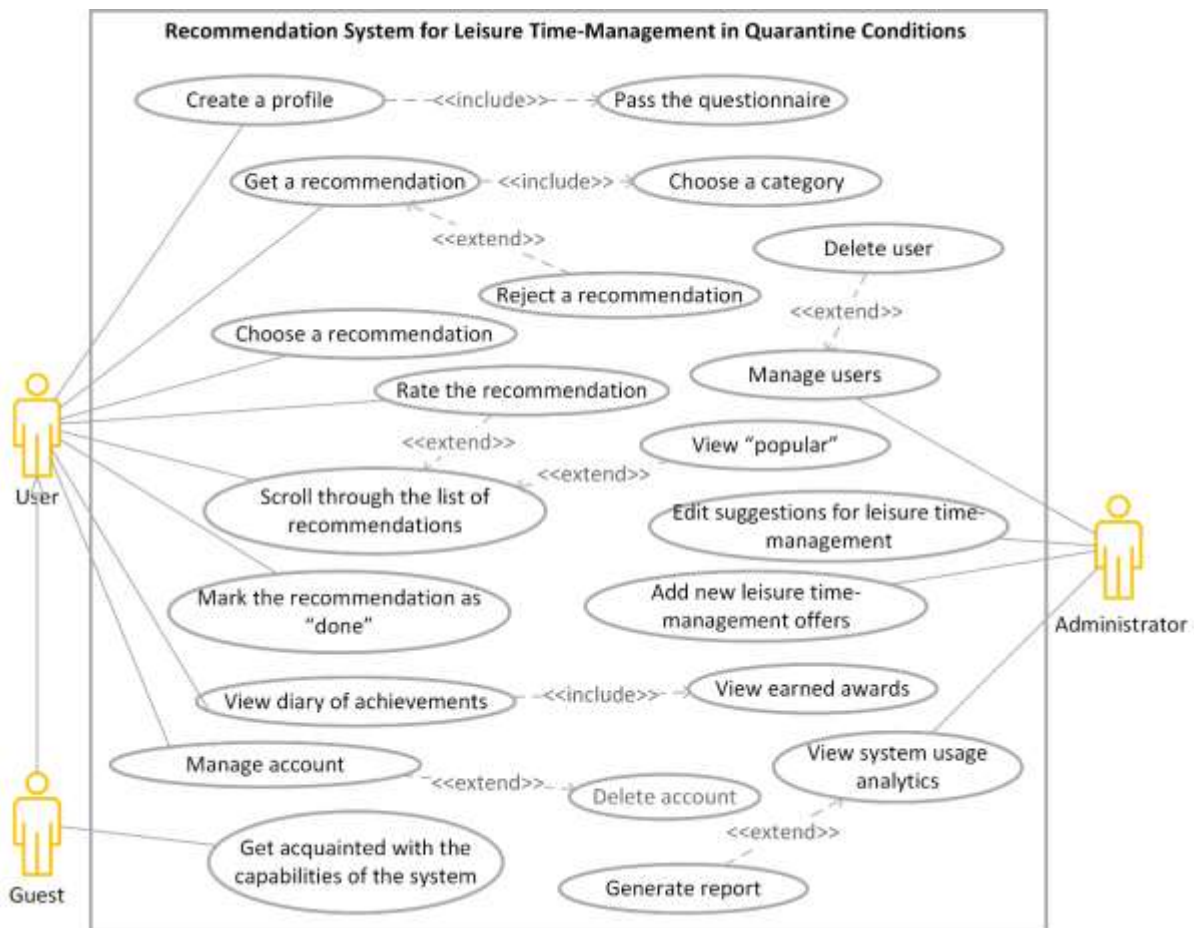 Recommendation System for Leisure Time-Management in Quarantine Conditions
Create a profile
<<include>>
Pass the questionnaire
Get a recommendation
<<include>>
Choose a category
<<extend>>
Delete user
Reject a recommendation
<<extend>>
Choose a recommendation
Manage users
Rate the recommendation
<<extend>>
View “popular”
<<extend>>
User
Scroll through the list of
recommendations
Edit suggestions for leisure time-
management
Mark the recommendation as
“done”
Add new leisure time-
management offers
Administrator
View diary of achievements
<<include>>
View earned awards
Manage account
<<extend>>
Delete account
View system usage
analytics
<<extend>>
Get acquainted with the
capabilities of the system
Generate report
Guest